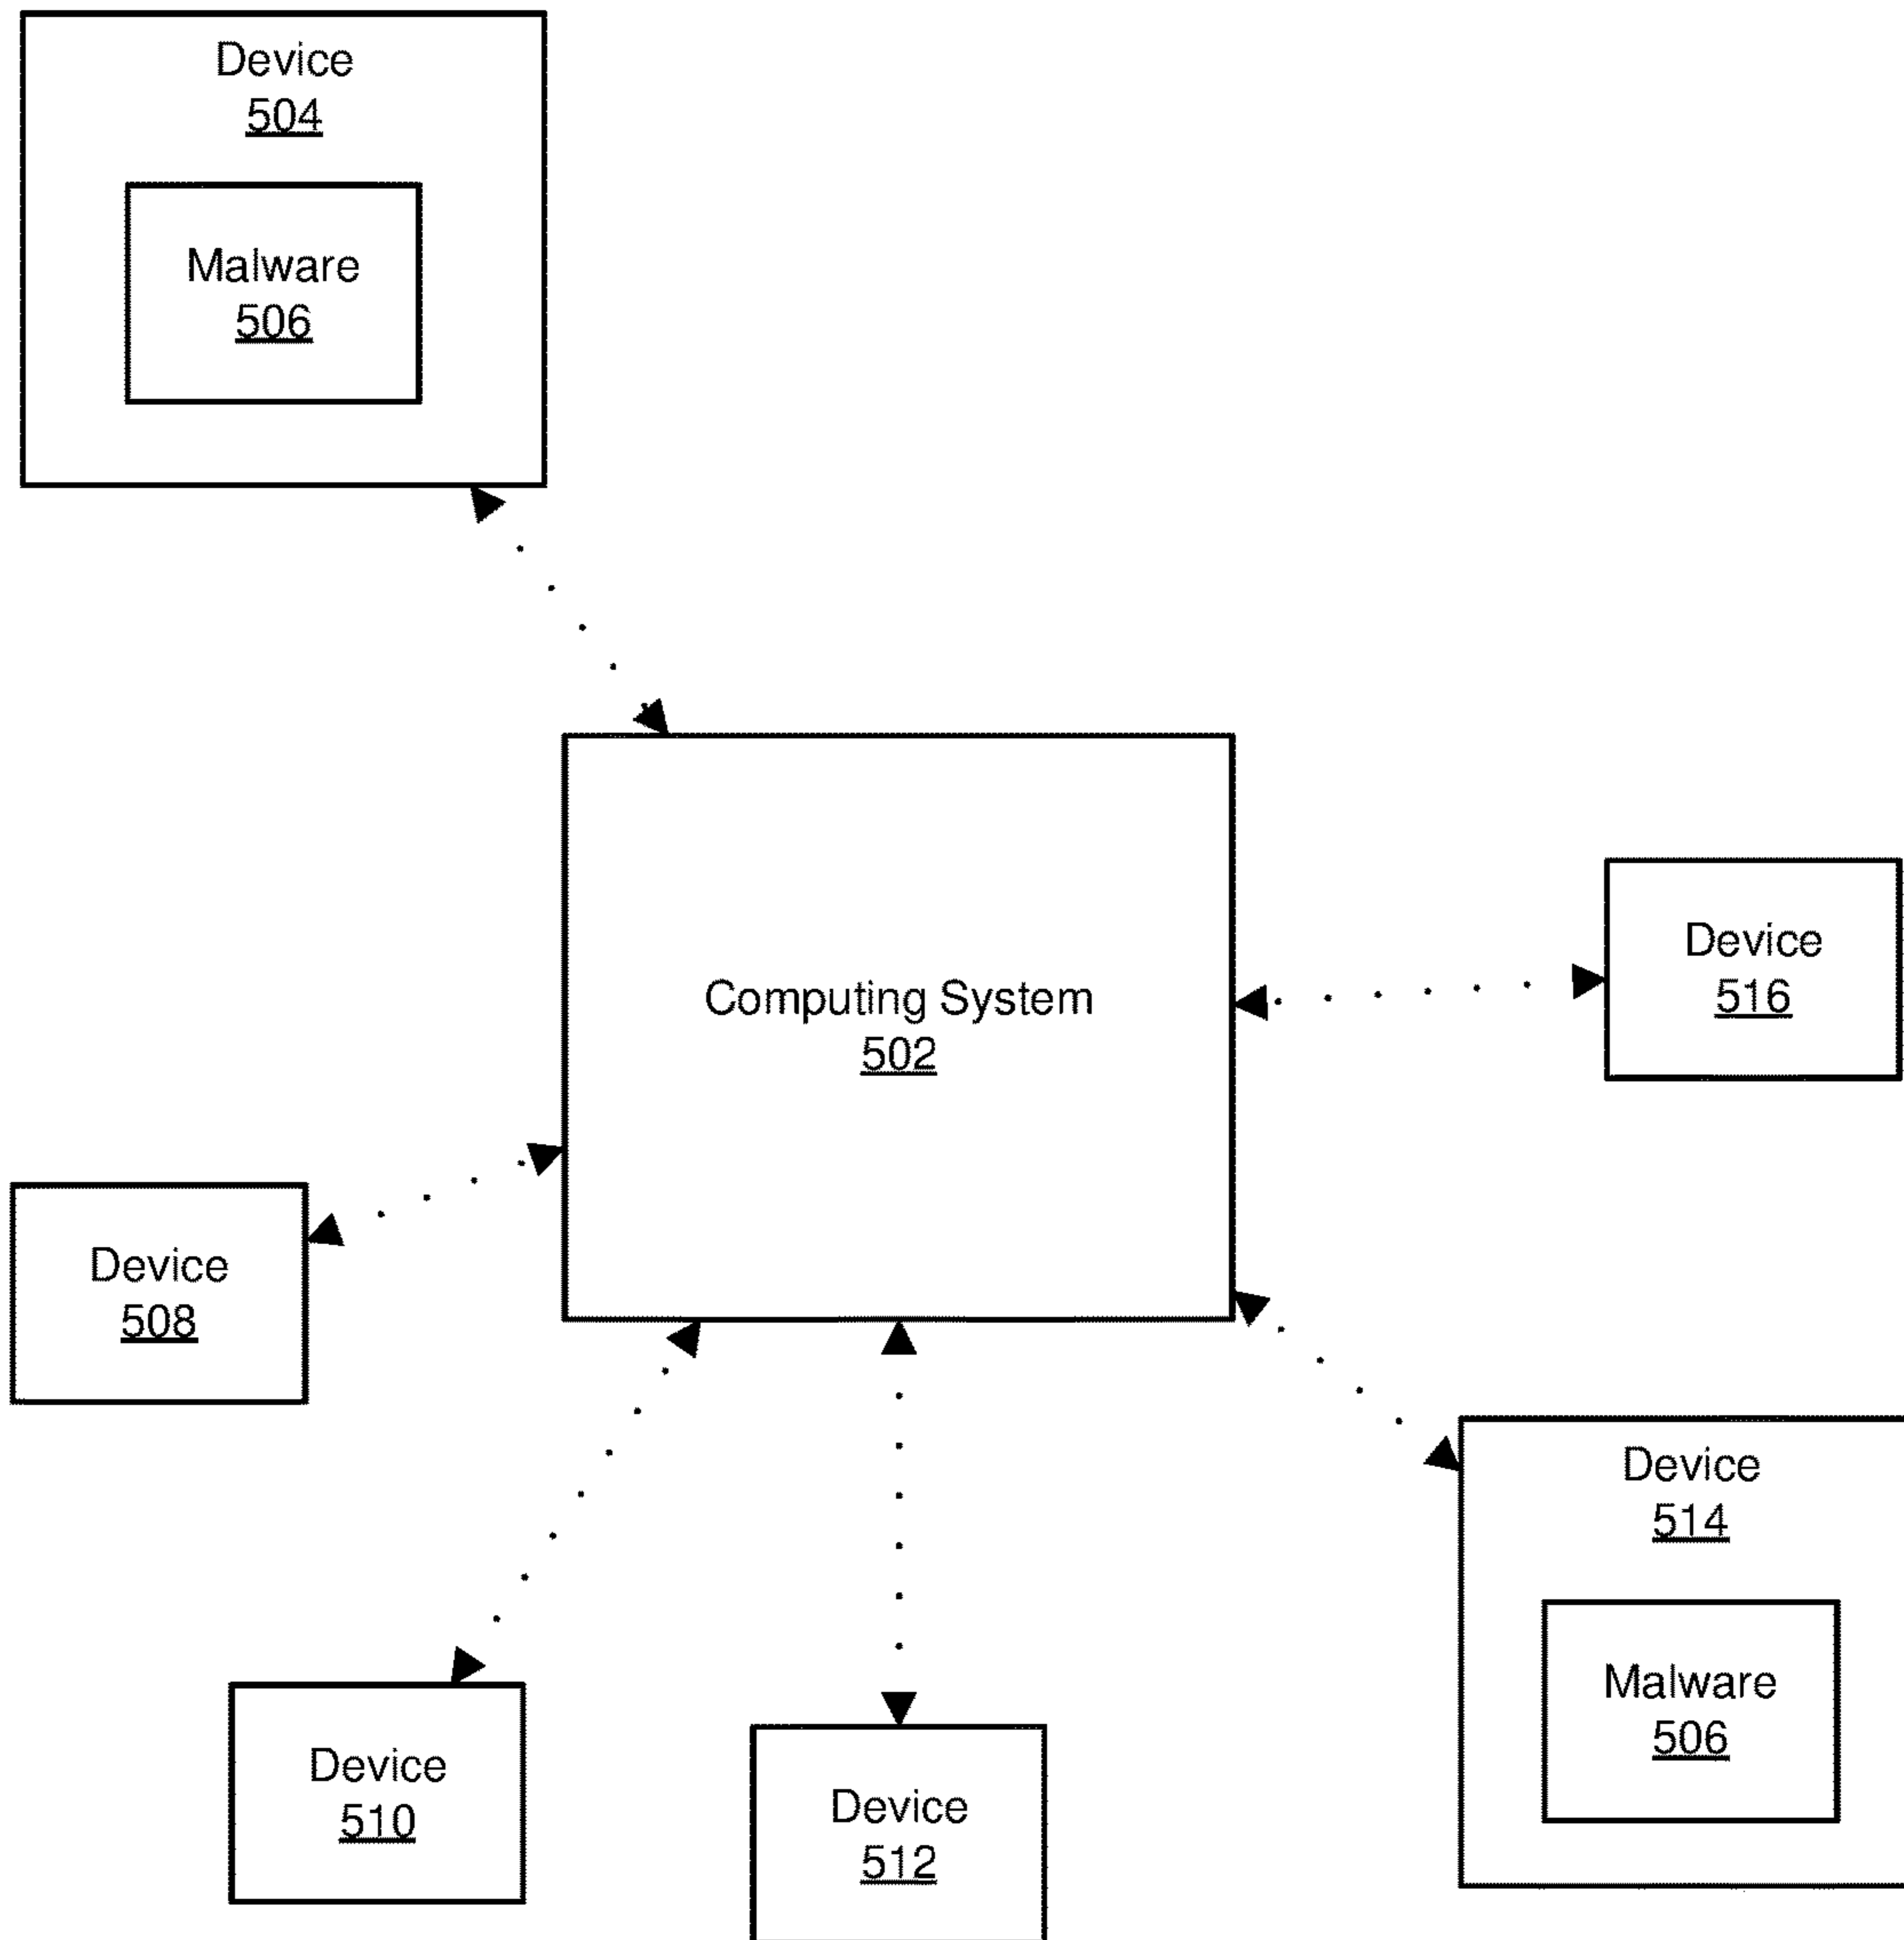 Device
504
Malware
506
Computing System
502
Device
516
Device
508
Device
514
Malware
506
Device
510
Device
512